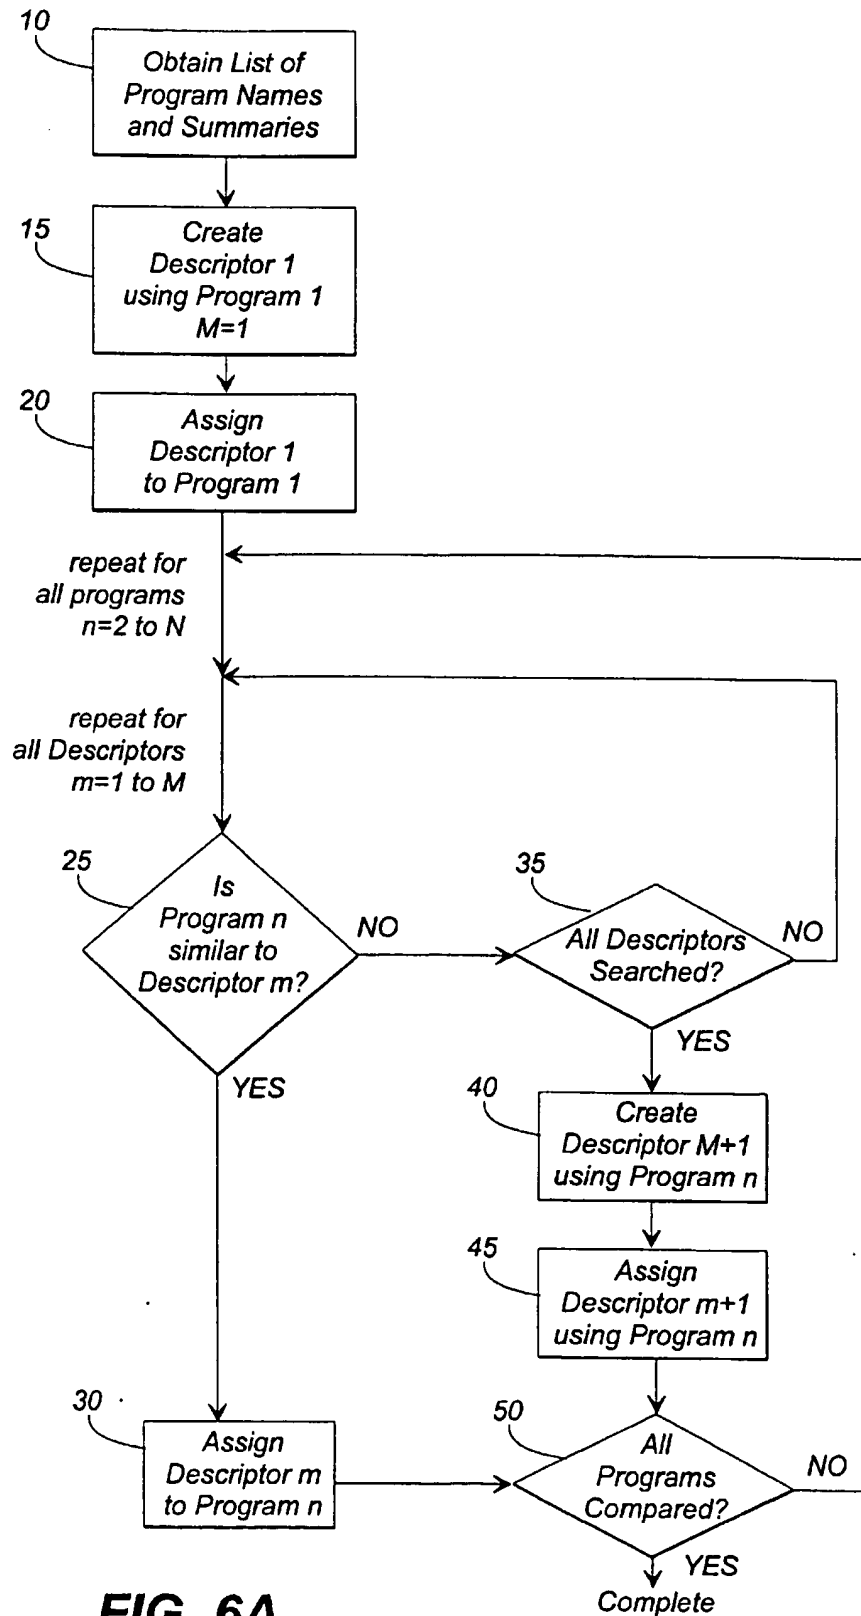 10
Obtain List of
Program Names
and Summaries
15
Create
Descriptor 1
using Program 1
M=1
20
Assign
Descriptor 1
to Program 1
repeat for
all programs
n=2 to N
repeat for
all Descriptors
m=1 to M
25
Is
Program n
similar to
Descriptor m?
NO
YES
35
All Descriptors
Searched?
NO
YES
40
Create
Descriptor M+1
using Program n
45
Assign
Descriptor m+1
using Program n
30
Assign
Descriptor m
to Program n
50
All
Programs
Compared?
NO
YES
Complete
FIG. 6A